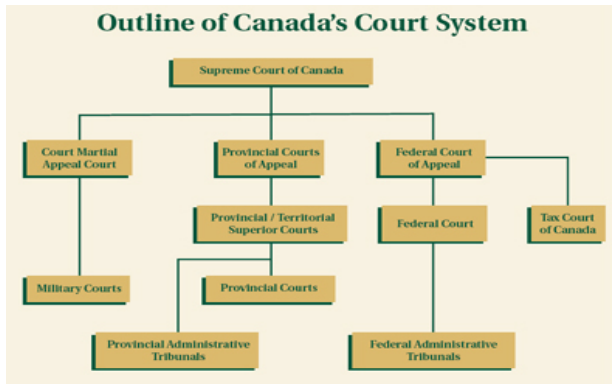 Outline of Canada's Court System
Supreme Court of Canada
Court Martial
Appeal Court
Provincial Courts
of Appeal
Federal Court
of Appeal
Provincial / Territorial
Superior Courts
Federal Court
Tax Court
of Canada
Military Courts
Provincial Courts
Provincial Administrative
Tribunals
Federal Administrative
Tribunals